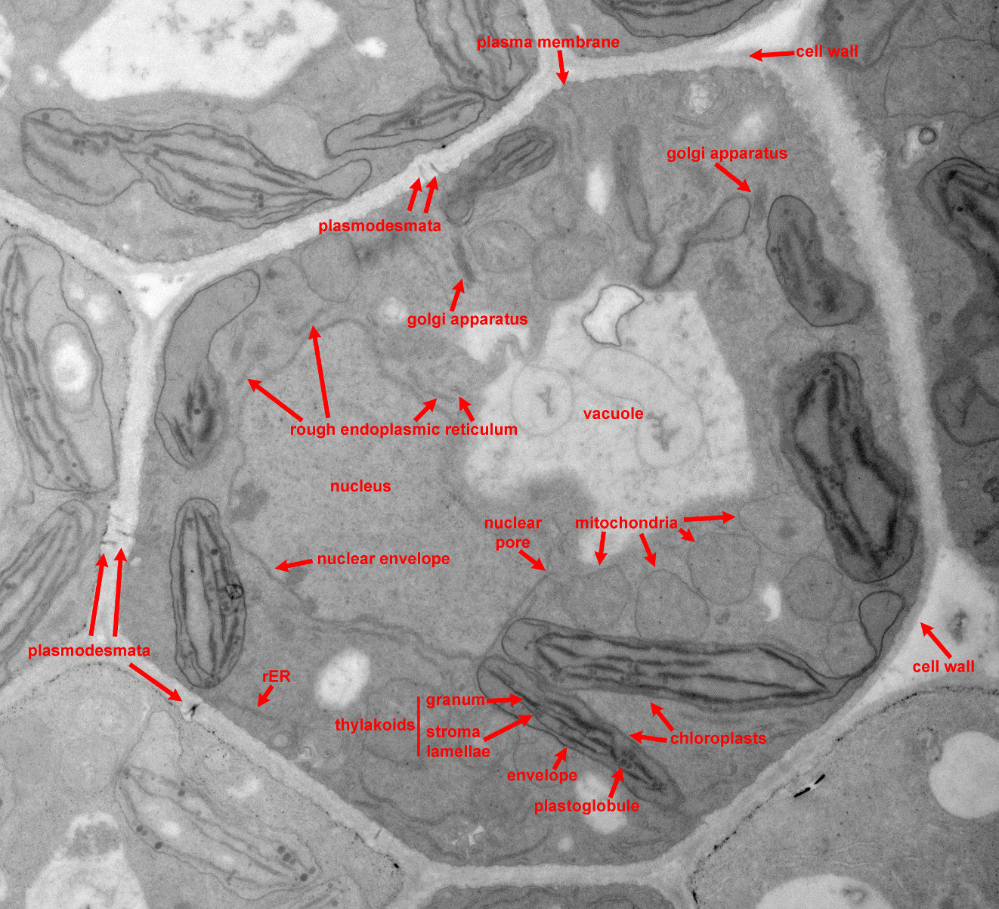 plasma membrane
cell wall
golgi apparatus
plasmodesmata
golgi apparatus
rough endoplasmic reticulum
vacuole
nucleus
nuclear
pore
mitochondria
nuclear envelope
plasmodesmata
cell wall
rER
granum
thylakoids
stroma
lamellae
chloroplasts
envelope
plastoglobule